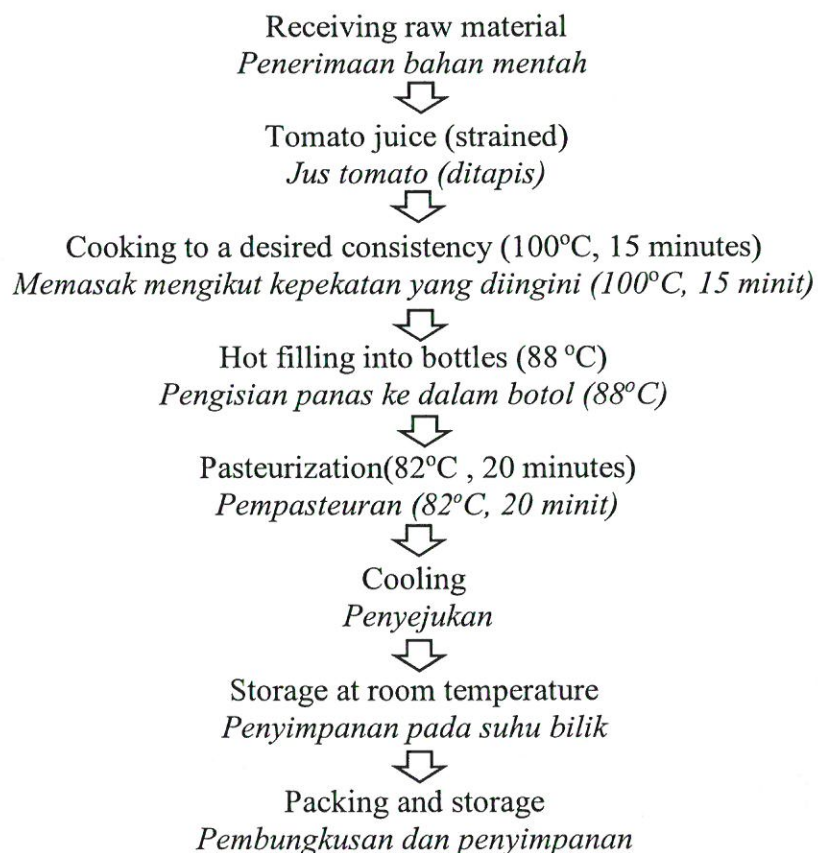 Receiving raw material
Penerimaan bahan mentah
Tomato juice (strained)
Jus tomato (ditapis)
Cooking to a desired consistency (100°C, 15 minutes)
Memasak mengikut kepekatan yang diingini (100°C, 15 minit)
Hot filling into bottles (88 °C)
Pengisian panas ke dalam botol (88°C)
Pasteurization(82°C , 20 minutes)
Pempasteuran (82°C, 20 minit)
Cooling
Penyejukan
Storage at room temperature
Penyimpanan pada suhu bilik
Packing and storage
Pembungkusan dan penyimpanan